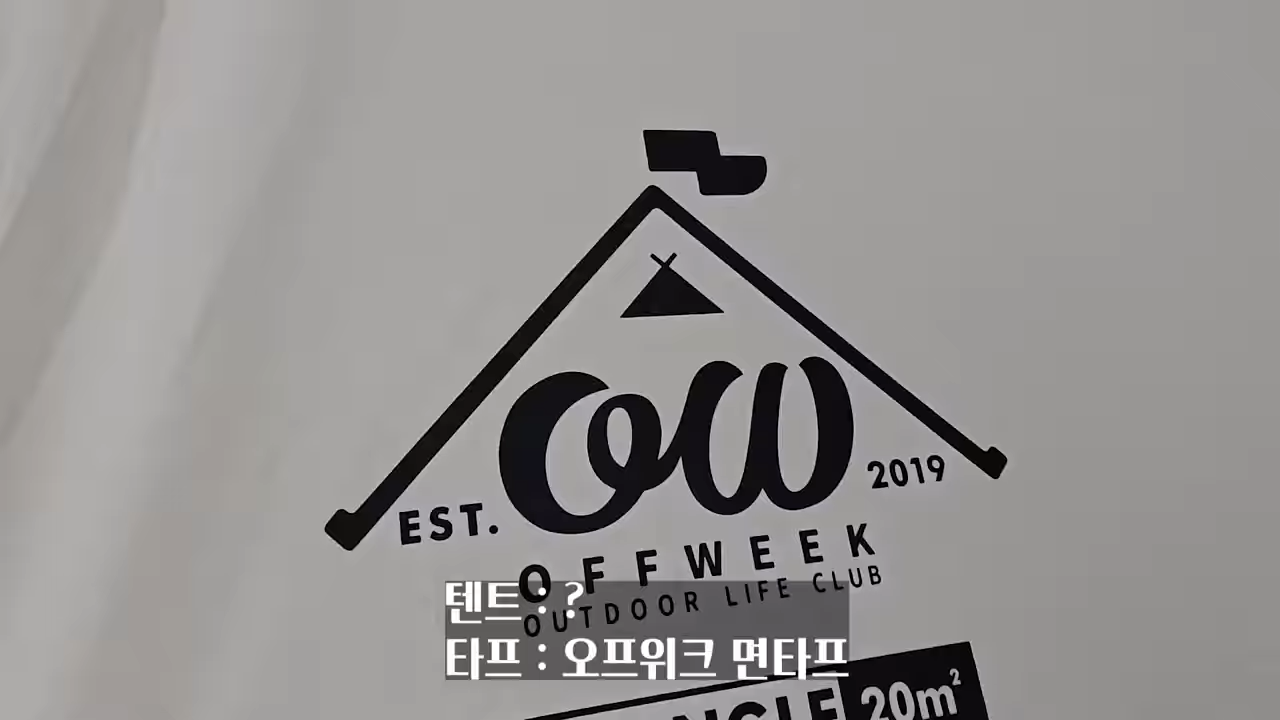 ow
EST. 2019
OFFWEEK
OUTDOOR LIFE CLUB
텐트 : ?
타프 : 오프위크 면타프
20m²